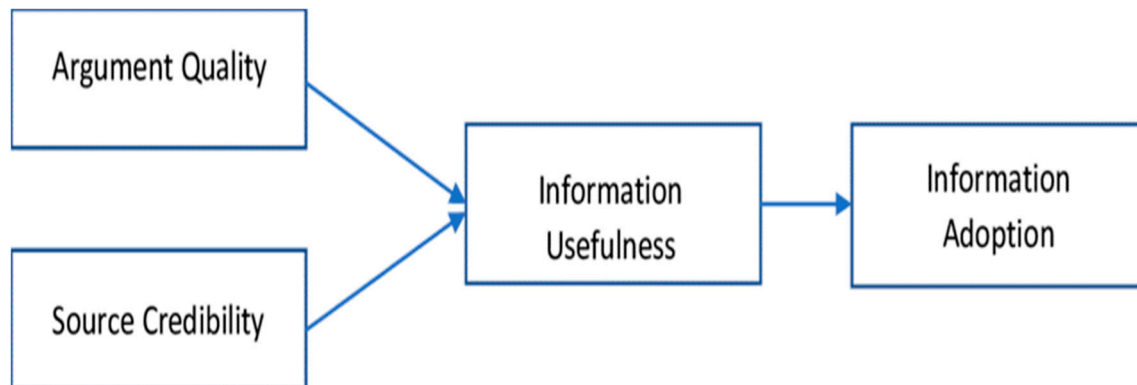 Argument Quality
Source Credibility
Information
Usefulness
Information
Adoption